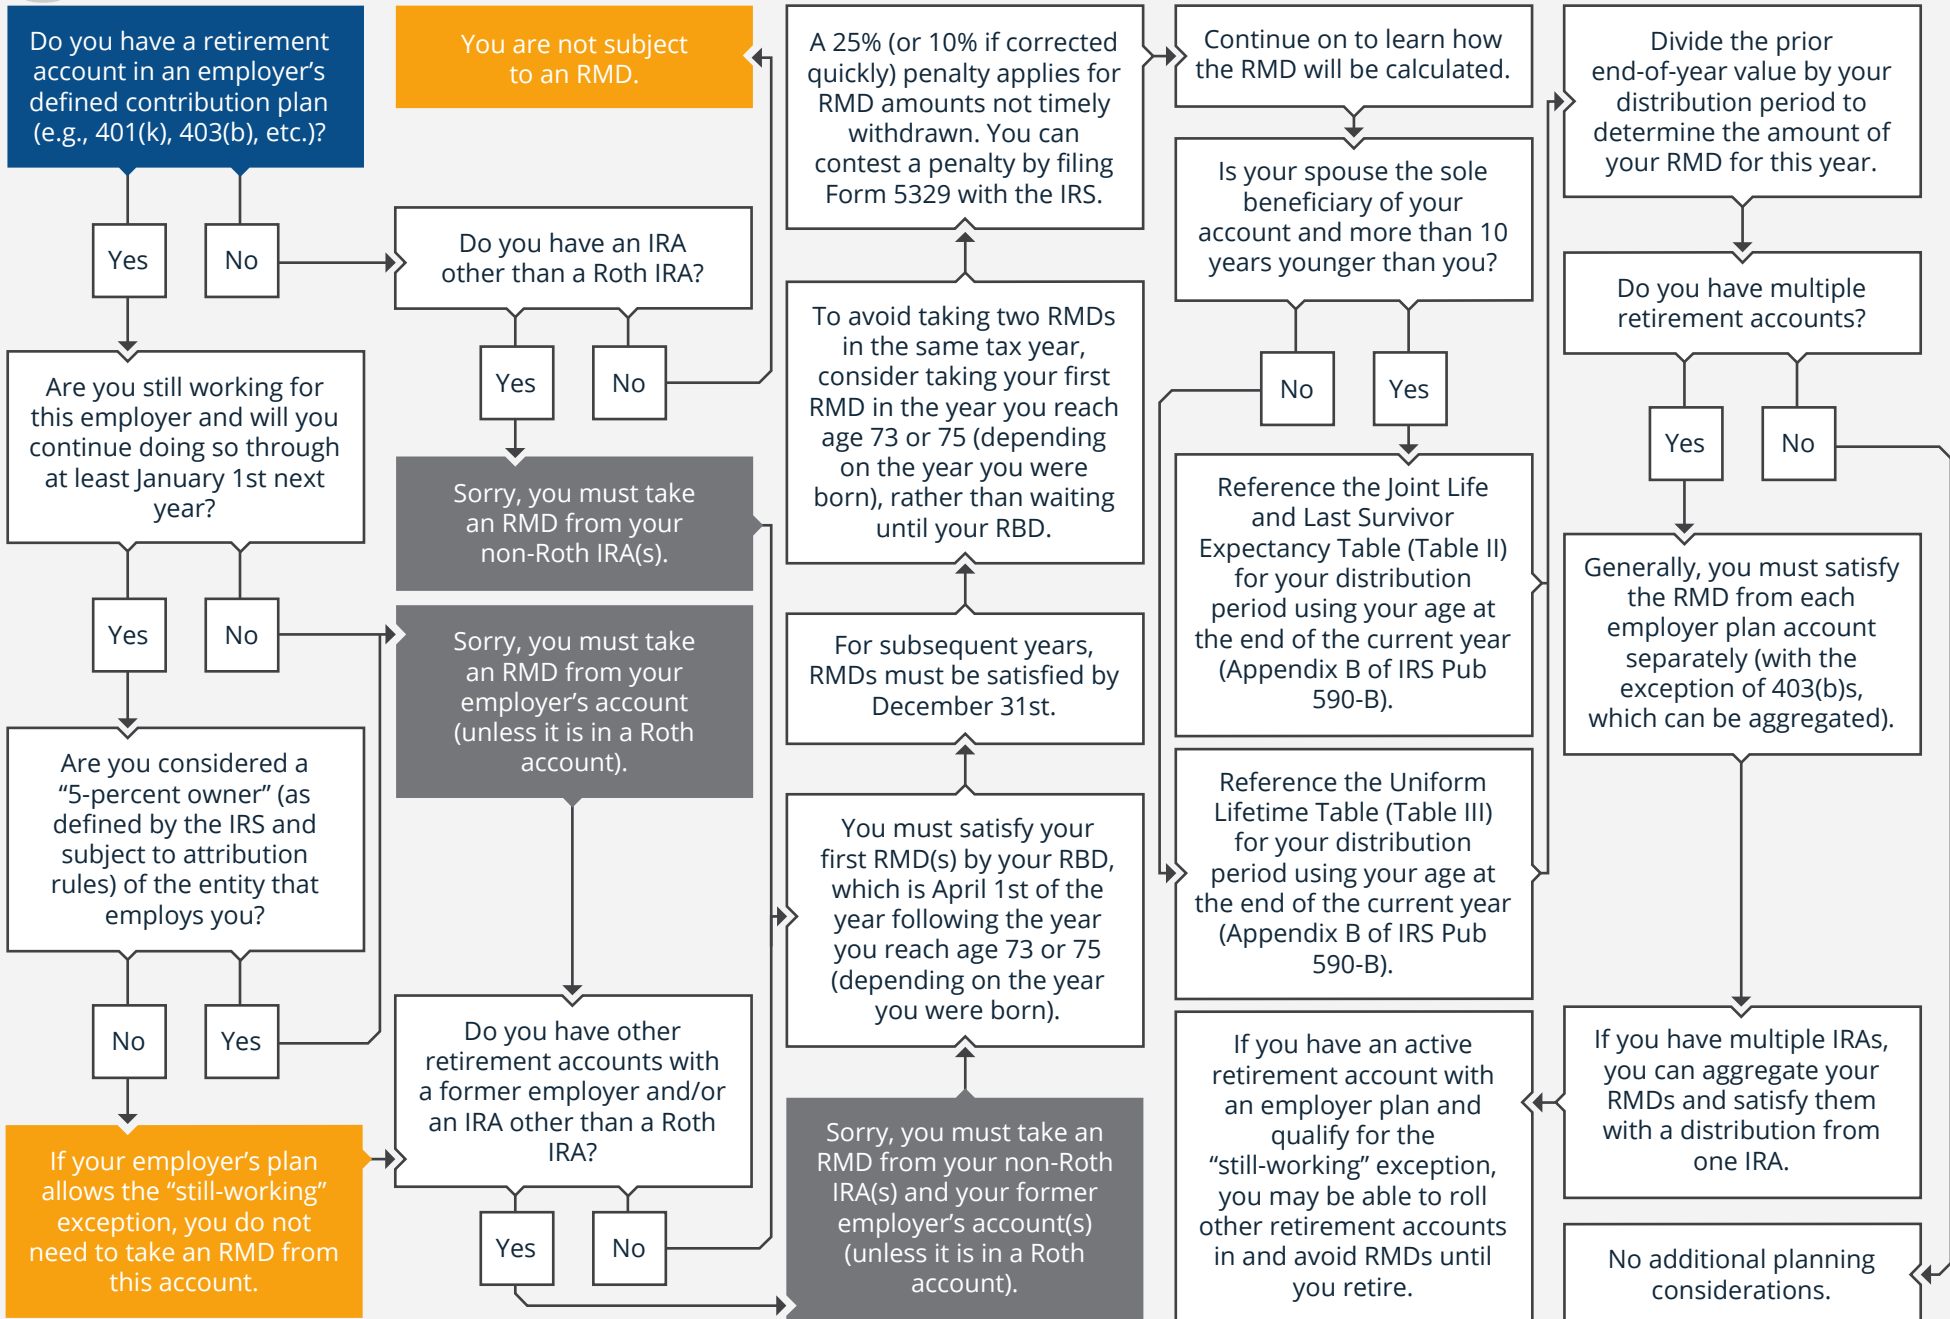 Do you have a retirement
account in an employer's
defined contribution plan
(e.g., 401(k), 403(b), etc.)?
Yes
No
Are you still working for
this employer and will you
continue doing so through
at least January 1st next
year?
Yes
No
Are you considered a
“5-percent owner” (as
defined by the IRS and
subject to attribution
rules) of the entity that
employs you?
No
Yes
If your employer's plan
allows the “still-working”
exception, you do not
need to take an RMD from
this account.
You are not subject
to an RMD.
Do you have an IRA
other than a Roth IRA?
Yes
No
Sorry, you must take
an RMD from your
non-Roth IRA(s).
Sorry, you must take
an RMD from your
employer's account
(unless it is in a Roth
account).
Do you have other
retirement accounts with
a former employer and/or
an IRA other than a Roth
IRA?
Yes
No
A 25% (or 10% if corrected
quickly) penalty applies for
RMD amounts not timely
withdrawn. You can
contest a penalty by filing
Form 5329 with the IRS.
To avoid taking two RMDs
in the same tax year,
consider taking your first
RMD in the year you reach
age 73 or 75 (depending
on the year you were
born), rather than waiting
until your RBD.
For subsequent years,
RMDs must be satisfied by
December 31st.
You must satisfy your
first RMD(s) by your RBD,
which is April 1st of the
year following the year
you reach age 73 or 75
(depending on the year
you were born).
Sorry, you must take an
RMD from your non-Roth
IRA(s) and your former
employer's account(s)
(unless it is in a Roth
account).
Continue on to learn how
the RMD will be calculated.
Is your spouse the sole
beneficiary of your
account and more than 10
years younger than you?
No
Yes
Reference the Joint Life
and Last Survivor
Expectancy Table (Table II)
for your distribution
period using your age at
the end of the current year
(Appendix B of IRS Pub
590-B).
Reference the Uniform
Lifetime Table (Table III)
for your distribution
period using your age at
the end of the current year
(Appendix B of IRS Pub
590-B).
If you have an active
retirement account with
an employer plan and
qualify for the
“still-working” exception,
you may be able to roll
other retirement accounts
in and avoid RMDs until
you retire.
Divide the prior
end-of-year value by your
distribution period to
determine the amount of
your RMD for this year.
Do you have multiple
retirement accounts?
Yes
No
Generally, you must satisfy
the RMD from each
employer plan account
separately (with the
exception of 403(b)s,
which can be aggregated).
If you have multiple IRAs,
you can aggregate your
RMDs and satisfy them
with a distribution from
one IRA.
No additional planning
considerations.